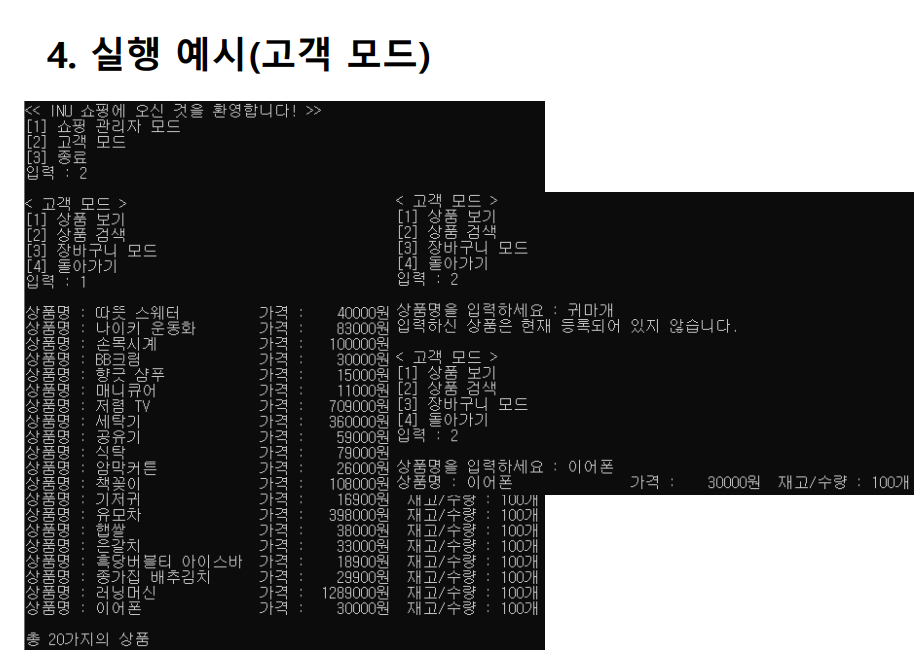 4. 실행 예시(고객 모드)
<< INU 쇼핑에 오신 것을 환영합니다! >>
[1] 쇼핑 관리자 모드
[2] 고객 모드
[3] 종료
입력 : 2
< 고객 모드 >
[1] 상품 보기
[2] 상품 검색
[3] 장바구니 모드
[4] 돌아가기
입력 : 1
상품명 : 따뜻 스웨터 가격 : 40000원
상품명 : 나이키 운동화 가격 : 83000원
상품명 : 손목시계 가격 : 100000원
상품명 : BB크림 가격 : 30000원
상품명 : 향긋 샴푸 가격 : 15000원
상품명 : 매니큐어 가격 : 11000원
상품명 : 저렴 TV 가격 : 709000원
상품명 : 세탁기 가격 : 360000원
상품명 : 공유기 가격 : 59000원
상품명 : 식탁 가격 : 79000원
상품명 : 암막커튼 가격 : 26000원
상품명 : 책꽂이 가격 : 108000원
상품명 : 기저귀 가격 : 16900원 재고/수량 : 100개
상품명 : 유모차 가격 : 398000원 재고/수량 : 100개
상품명 : 햅쌀 가격 : 38000원 재고/수량 : 100개
상품명 : 은갈치 가격 : 33000원 재고/수량 : 100개
상품명 : 흑당버블티 아이스바 가격 : 18900원 재고/수량 : 100개
상품명 : 종가집 배추김치 가격 : 29900원 재고/수량 : 100개
상품명 : 러닝머신 가격 : 1289000원 재고/수량 : 100개
상품명 : 이어폰 가격 : 30000원 재고/수량 : 100개
총 20가지의 상품
< 고객 모드 >
[1] 상품 보기
[2] 상품 검색
[3] 장바구니 모드
[4] 돌아가기
입력 : 2
상품명을 입력하세요 : 귀마개
입력하신 상품은 현재 등록되어 있지 않습니다.
< 고객 모드 >
[1] 상품 보기
[2] 상품 검색
[3] 장바구니 모드
[4] 돌아가기
입력 : 2
상품명을 입력하세요 : 이어폰
상품명 : 이어폰 가격 : 30000원 재고/수량 : 100개